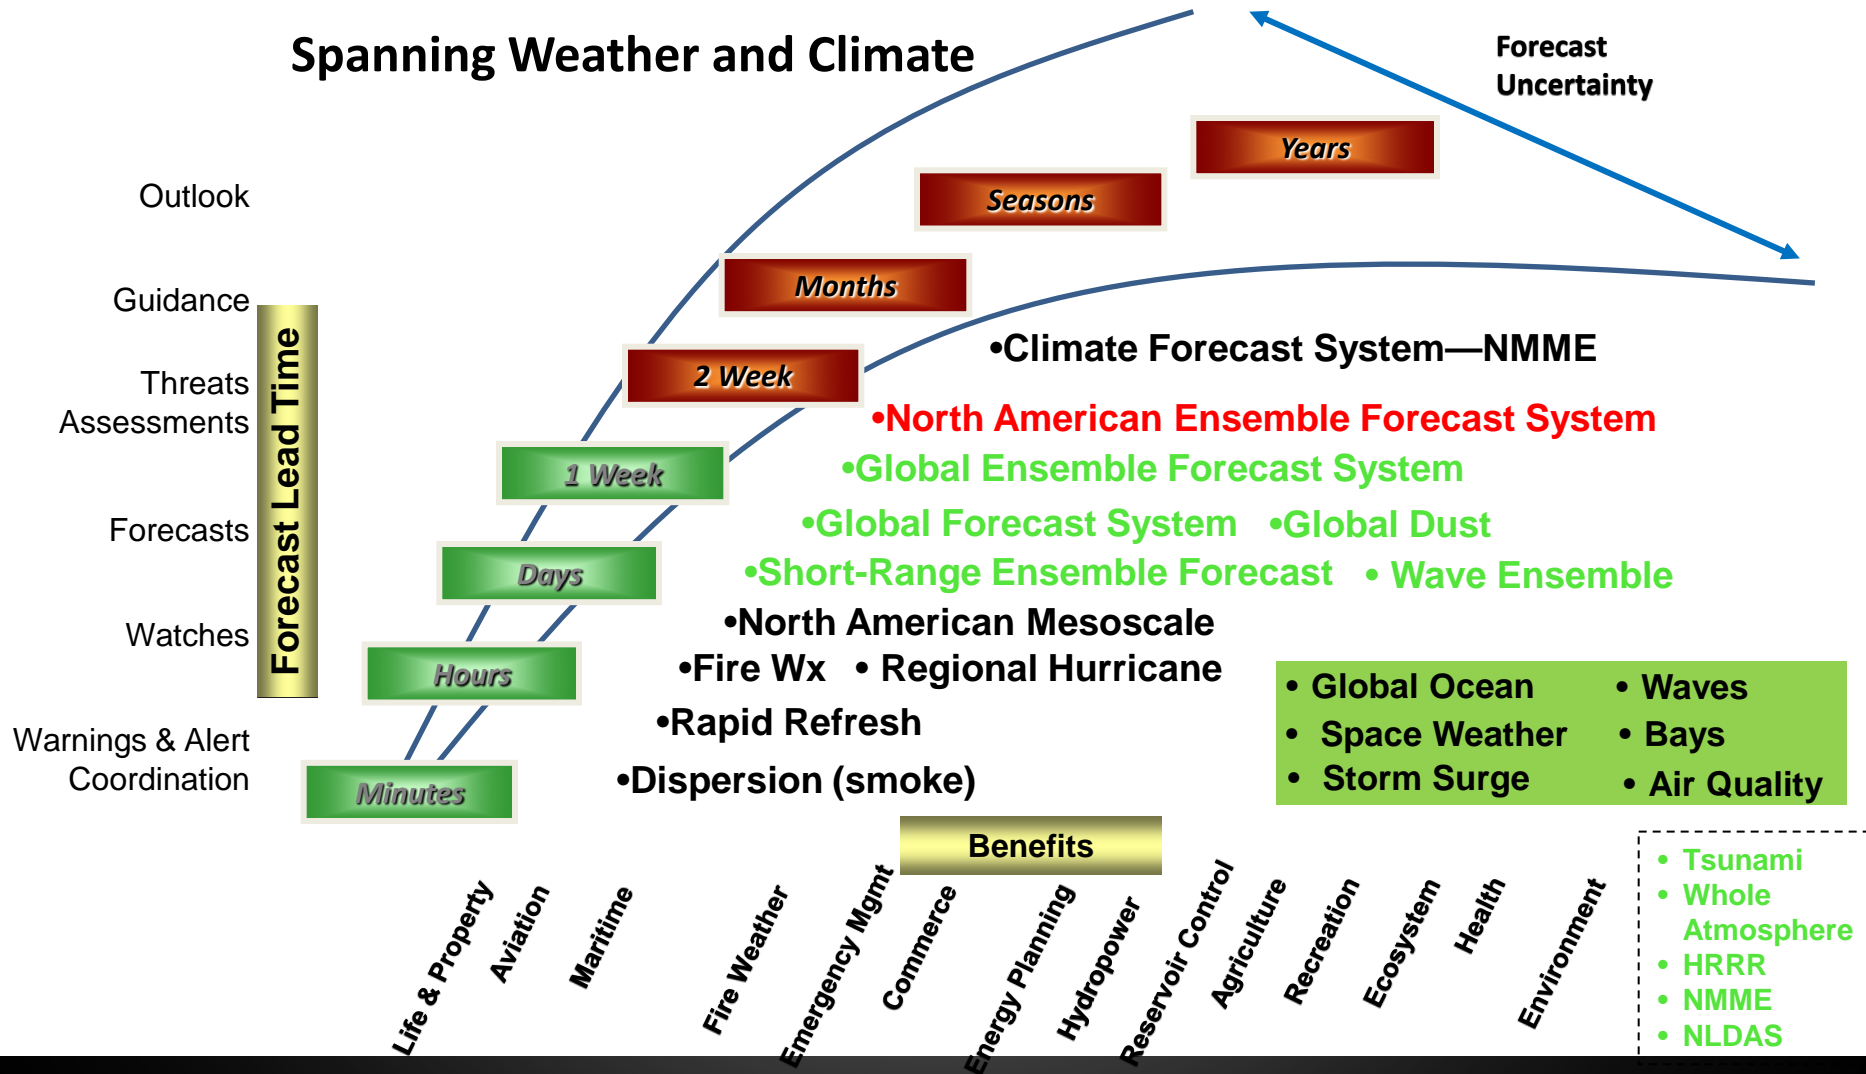 Spanning Weather and Climate
Forecast
Uncertainty
Years
Seasons
Months
2 Week
1 Week
Days
Hours
Minutes
Outlook
Guidance
Threats
Assessments
Forecasts
Watches
Warnings & Alert
Coordination
Forecast Lead Time
•Climate Forecast System—NMME
•North American Ensemble Forecast System
•Global Ensemble Forecast System
•Global Forecast System •Global Dust
•Short-Range Ensemble Forecast • Wave Ensemble
•North American Mesoscale
•Fire Wx • Regional Hurricane
•Rapid Refresh
•Dispersion (smoke)
• Global Ocean • Waves
• Space Weather • Bays
• Storm Surge • Air Quality
Benefits
Life & Property
Aviation
Maritime
Fire Weather
Emergency Mgmt
Commerce
Energy Planning
Hydropower
Reservoir Control
Agriculture
Recreation
Ecosystem
Health
Environment
• Tsunami
• Whole
Atmosphere
• HRRR
• NMME
• NLDAS